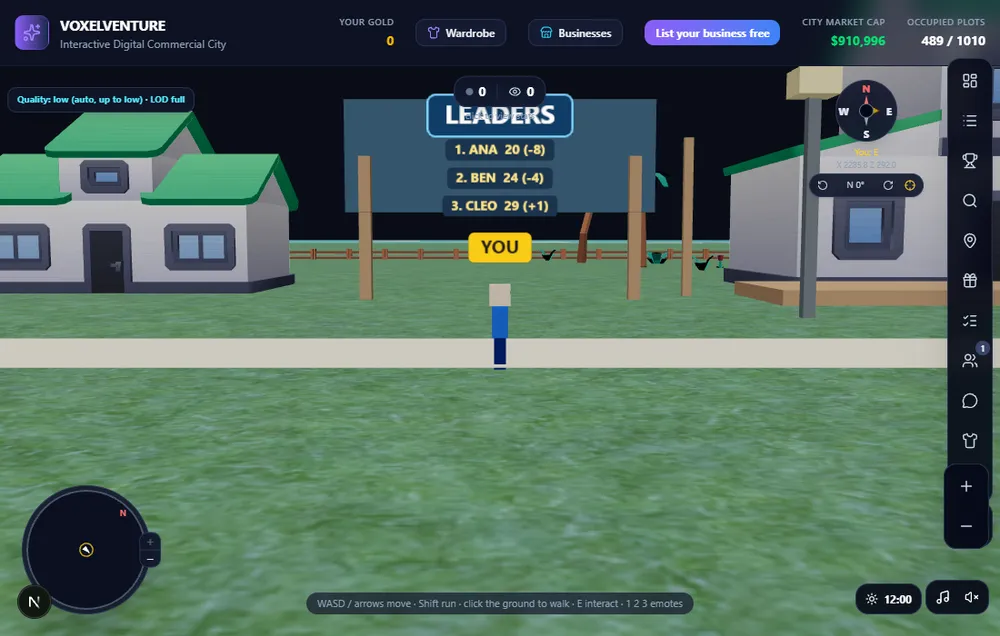 VOXELVENTURE
Interactive Digital Commercial City
YOUR GOLD
0
Wardrobe
Businesses
List your business free
CITY MARKET CAP
$910,996
OCCUPIED PLOTS
489 / 1010
Quality: low (auto, up to low) · LOD full
0
0
LEADERS
1. ANA 20 (-8)
2. BEN 24 (-4)
3. CLEO 29 (+1)
YOU
N
W
E
S
N 0°
1
N
N
WASD / arrows move · Shift run · click the ground to walk · E interact · 1 2 3 emotes
12:00